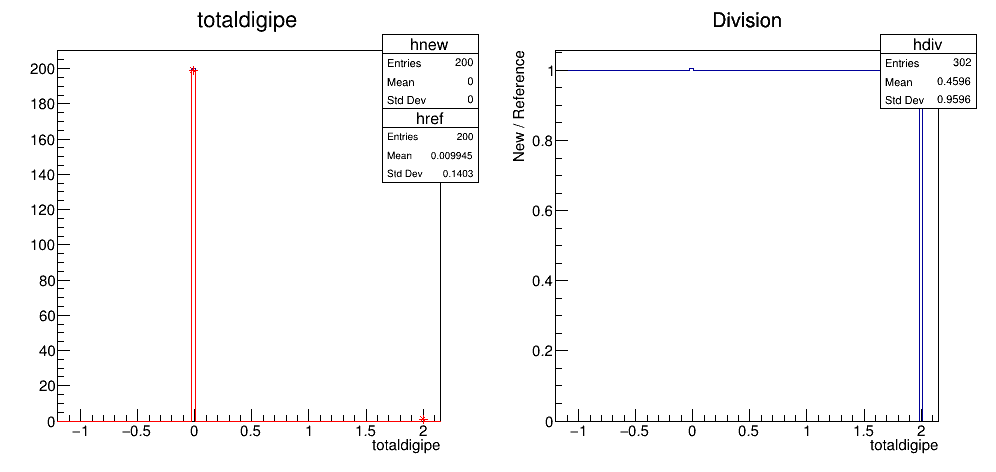 totaldigipe
hnew
Entries 200
Mean 0
Std Dev 0
href
Entries 200
Mean 0.009945
Std Dev 0.1403
200
180
160
140
120
100
80
60
40
20
0
−1 −0.5 0 0.5 1 1.5 2
totaldigipe
Division
hdiv
Entries 302
Mean 0.4596
Std Dev 0.9596
New / Reference
1
0.8
0.6
0.4
0.2
0
−1 −0.5 0 0.5 1 1.5 2
totaldigipe